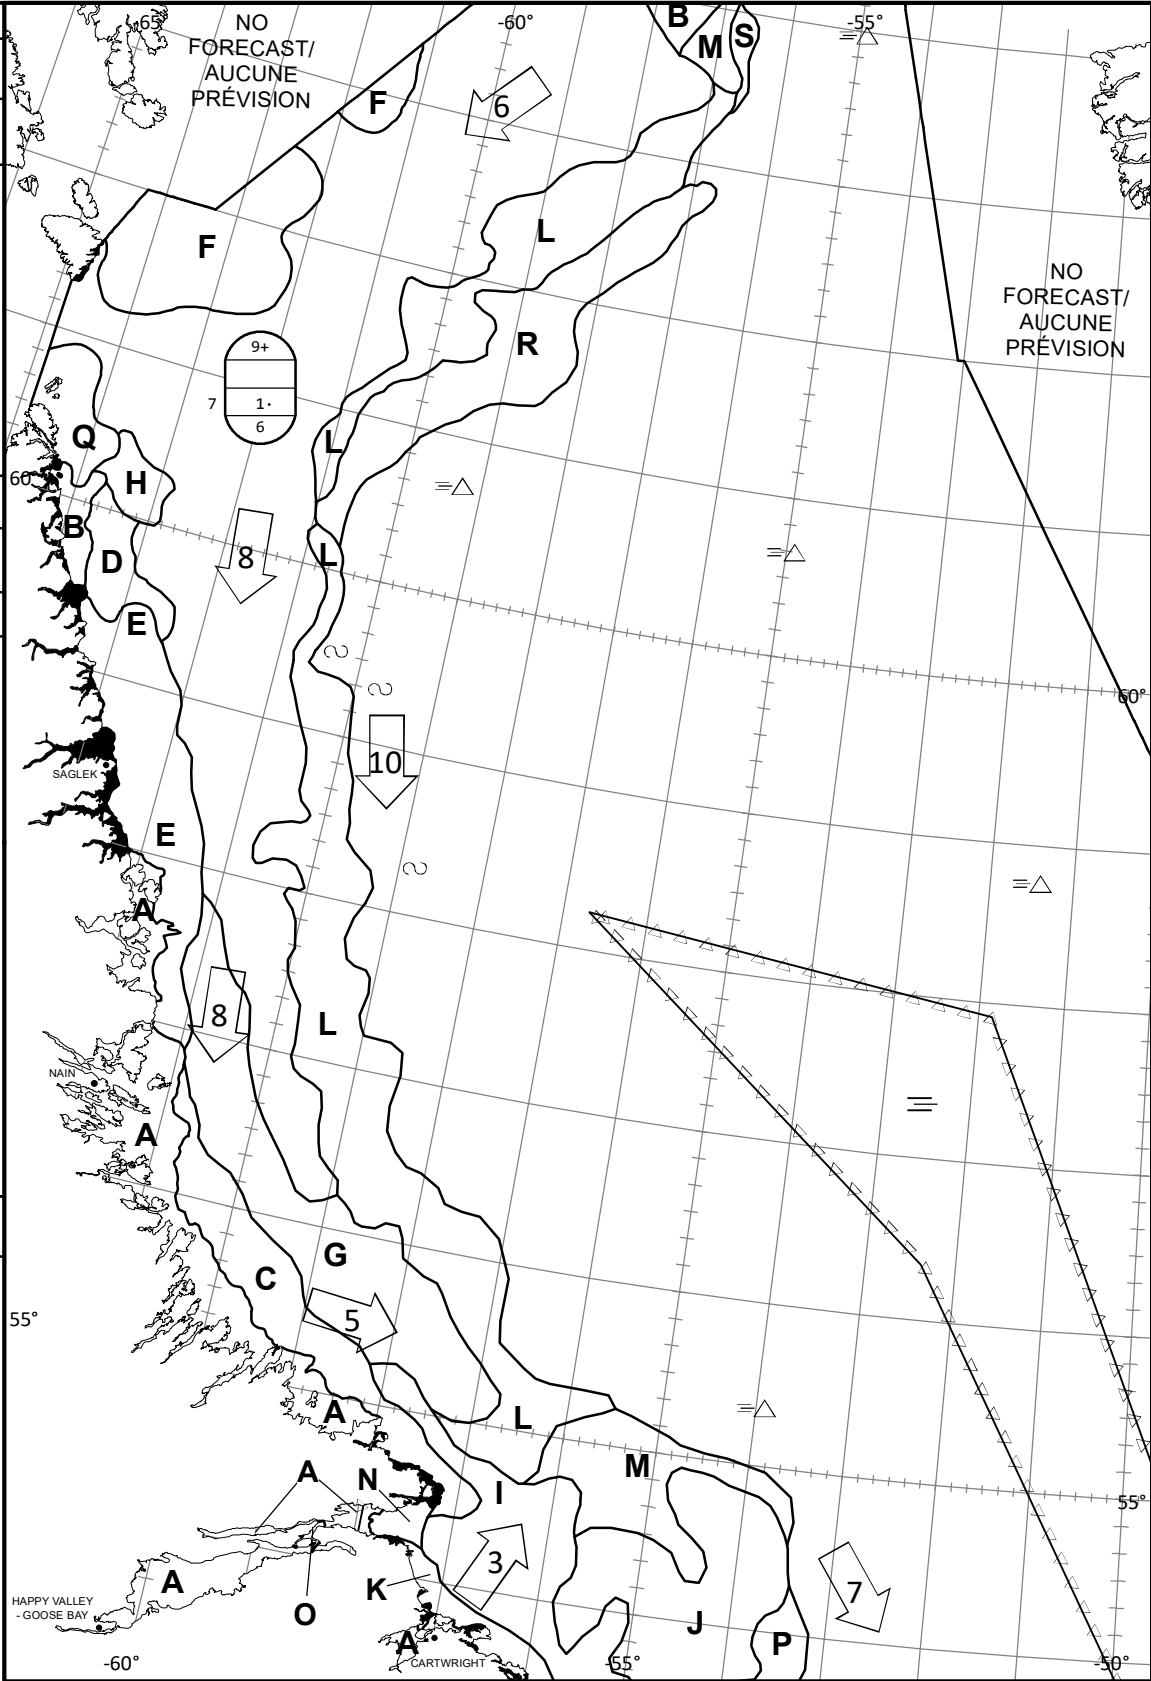 -65°
NO
FORECAST/
AUCUNE
PRÉVISION
-60°
B
M
S
-55°
F
6
F
L
NO
FORECAST/
AUCUNE
PRÉVISION
R
9+
7
1·
6
Q
L
60°
H
B
D
8
L
E
60°
10
SAGLEK
E
A
8
L
NAIN
A
G
C
5
55°
A
L
M
A
N
I
55°
3
A
K
7
HAPPY VALLEY
- GOOSE BAY
O
J
A
P
CARTWRIGHT
-60°
-55°
-50°